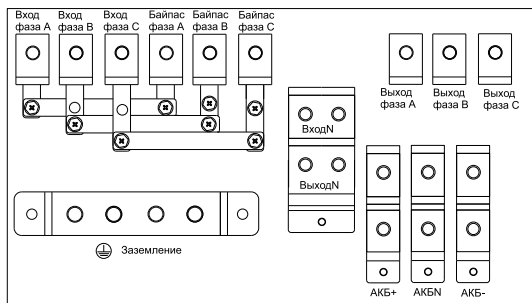 Вход фаза А
Вход фаза В
Вход фаза С
Байпас фаза А
Байпас фаза В
Байпас фаза С
Выход фаза А
Выход фаза В
Выход фаза С
ВходN
ВыходN
Заземление
АКБ+
АКБN
АКБ-